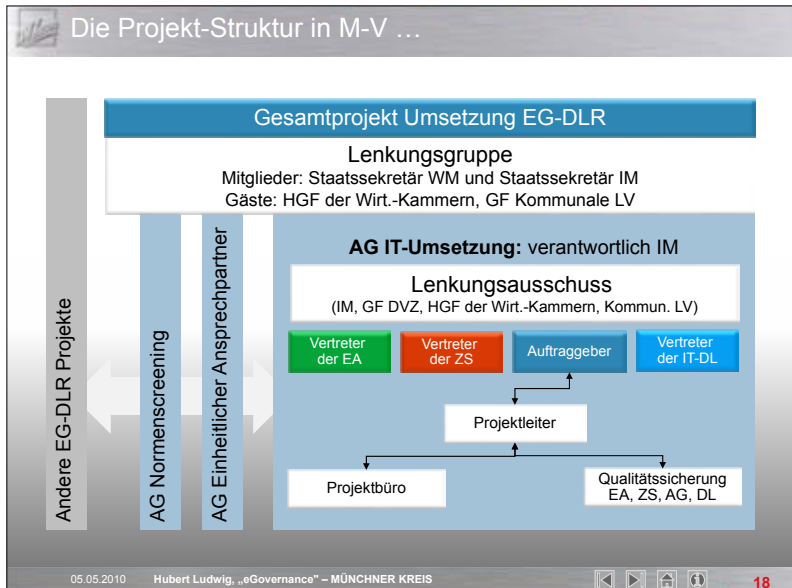 Die Projekt-Struktur in M-V …
Gesamtprojekt Umsetzung EG-DLR
Lenkungsgruppe
Mitglieder: Staatssekretär WM und Staatssekretär IM
Gäste: HGF der Wirt.-Kammern, GF Kommunale LV
Andere EG-DLR Projekte
AG Normenscreening
AG Einheitlicher Ansprechpartner
AG IT-Umsetzung: verantwortlich IM
Lenkungsausschuss
(IM, GF DVZ, HGF der Wirt.-Kammern, Kommun. LV)
Vertreter
der EA
Vertreter
der ZS
Auftraggeber
Vertreter
der IT-DL
Projektleiter
Projektbüro
Qualitätssicherung
EA, ZS, AG, DL
05.05.2010 Hubert Ludwig, „eGovernance" – MÜNCHNER KREIS
18